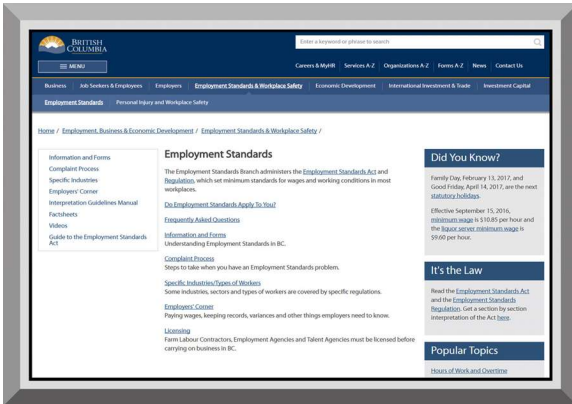 BRITISH
COLUMBIA
Enter a keyword or phrase to search
MENU
Careers & MyHR Services A-Z Organizations A-Z Forms A-Z News Contact Us
Business Job Seekers & Employees Employers Employment Standards & Workplace Safety Economic Development International Investment & Trade Investment Capital
Employment Standards Personal Injury and Workplace Safety
Home / Employment, Business & Economic Development / Employment Standards & Workplace Safety /
Information and Forms
Complaint Process
Specific Industries
Employers' Corner
Interpretation Guidelines Manual
Factsheets
Videos
Guide to the Employment Standards
Act
Employment Standards
The Employment Standards Branch administers the Employment Standards Act and
Regulation, which set minimum standards for wages and working conditions in most
workplaces.
Do Employment Standards Apply To You?
Frequently Asked Questions
Information and Forms
Understanding Employment Standards in BC.
Complaint Process
Steps to take when you have an Employment Standards problem.
Specific Industries/Types of Workers
Some industries, sectors and types of workers are covered by specific regulations.
Employers' Corner
Paying wages, keeping records, variances and other things employers need to know.
Licensing
Farm Labour Contractors, Employment Agencies and Talent Agencies must be licensed before
carrying on business in BC.
Did You Know?
Family Day, February
13, 2017, and
Good Friday, April 14, 2017, are the next
statutory holidays.
Effective September 15, 2016,
minimum wage is $10.85 per hour and
the liquor server minimum wage is
$9.60 per hour.
It's the Law
Read the Employment Standards Act
and the Employment Standards
Regulation. Get a section by section
interpretation of the Act here.
Popular Topics
Hours of Work and Overtime